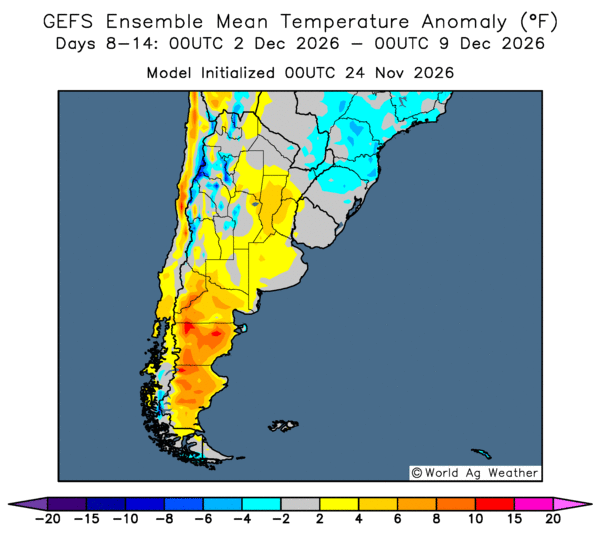 GEFS Ensemble Mean Temperature Anomaly (°F)
Days 8-14: 00UTC 2 Dec 2026 - 00UTC 9 Dec 2026
Model Initialized 00UTC 24 Nov 2026
© World Ag Weather
-20 -15 -10 -8 -6 -4 -2 2 4 6 8 10 15 20